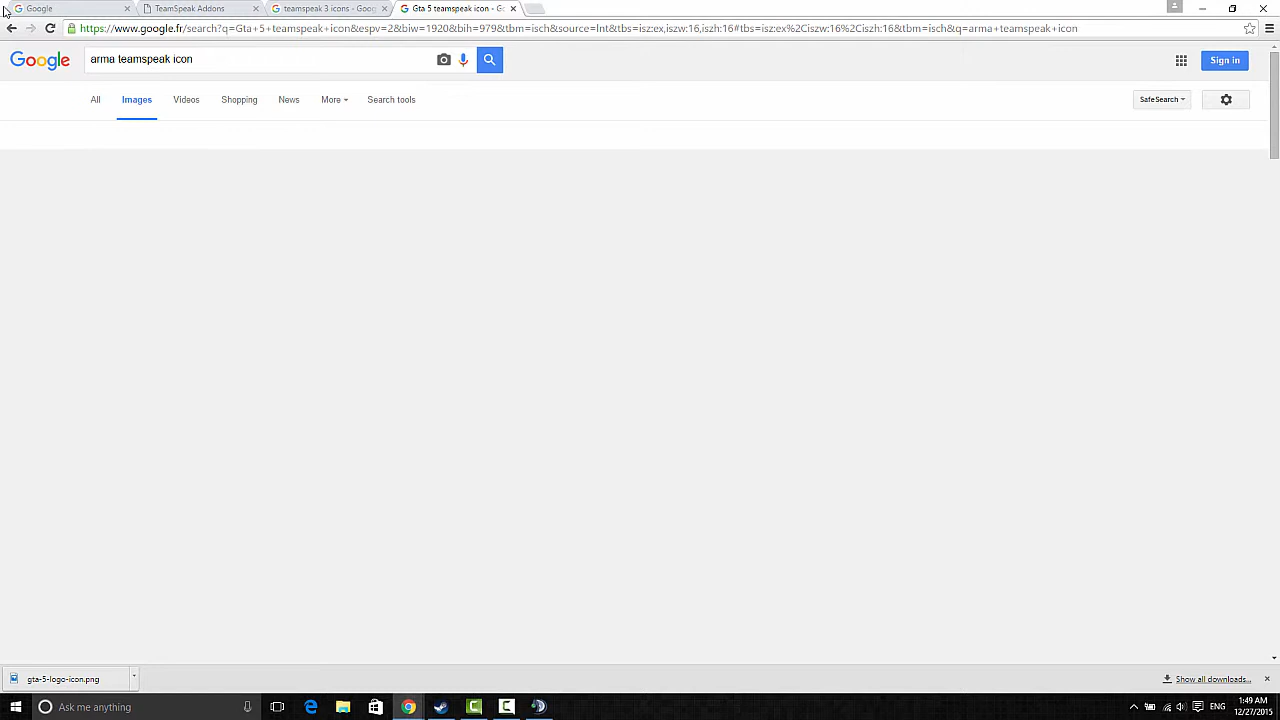 Google
TeamSpeak Addons
teamspeak 3 icons - Goog
Gta 5 teamspeak icon - Go
https://www.google.fr/search?q=Gta+5+teamspeak+icon&espv=2&biw=1920&bih=979&tbm=isch&source=lnt&tbs=isz:ex,iszw:16,iszh:16#tbs=isz:ex%2Ciszw:16%2Ciszh:16&tbm=isch&q=arma+teamspeak+icon
Google
arma teamspeak icon
Sign in
All
Images
Videos
Shopping
News
More
Search tools
SafeSearch
gta-5-logo-icon.png
Show all downloads...
Ask me anything
ENG
1:49 AM
12/27/2015